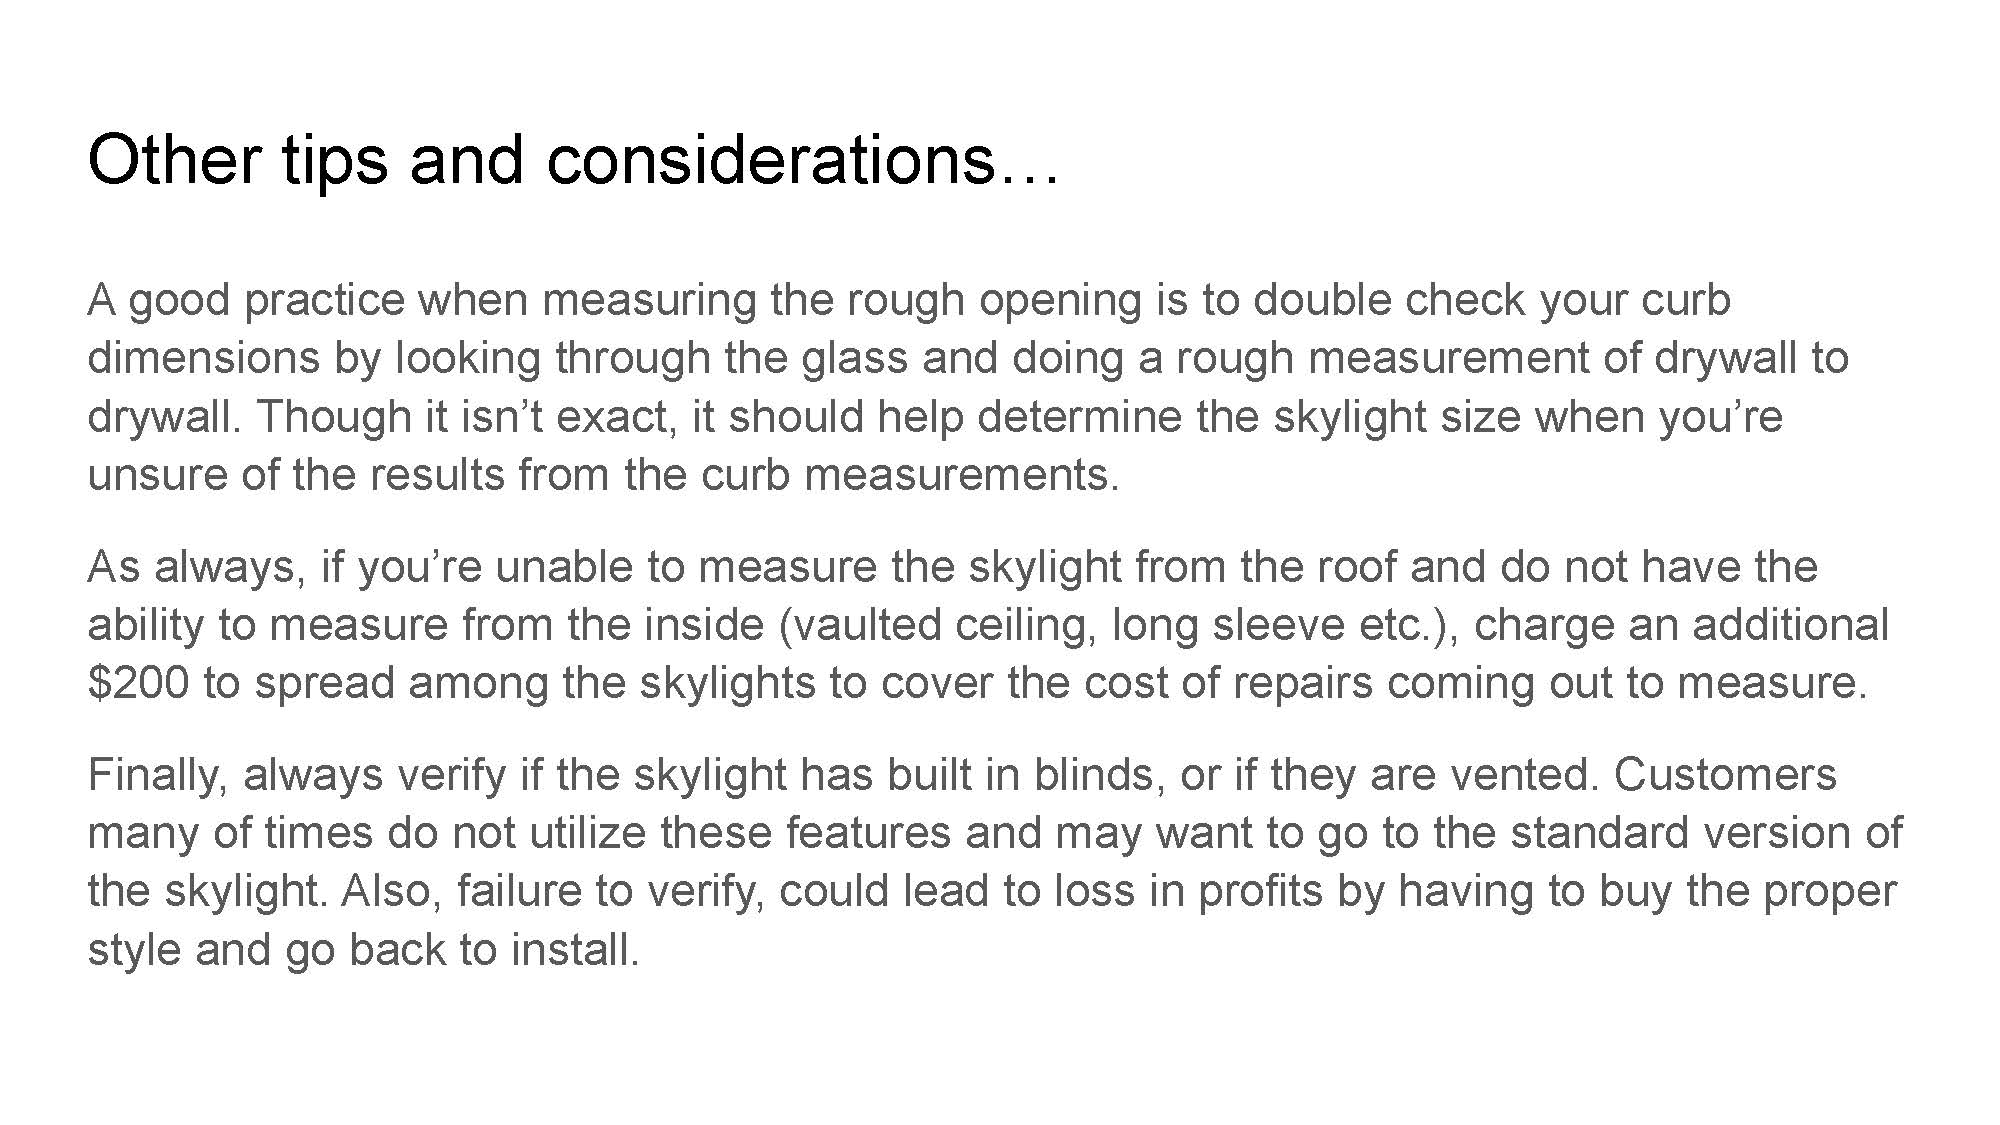 Other tips and considerations…
A good practice when measuring the rough opening is to double check your curb
dimensions by looking through the glass and doing a rough measurement of drywall to
drywall. Though it isn’t exact, it should help determine the skylight size when you’re
unsure of the results from the curb measurements.
As always, if you’re unable to measure the skylight from the roof and do not have the
ability to measure from the inside (vaulted ceiling, long sleeve etc.), charge an additional
$200 to spread among the skylights to cover the cost of repairs coming out to measure.
Finally, always verify if the skylight has built in blinds, or if they are vented. Customers
many of times do not utilize these features and may want to go to the standard version of
the skylight. Also, failure to verify, could lead to loss in profits by having to buy the proper
style and go back to install.